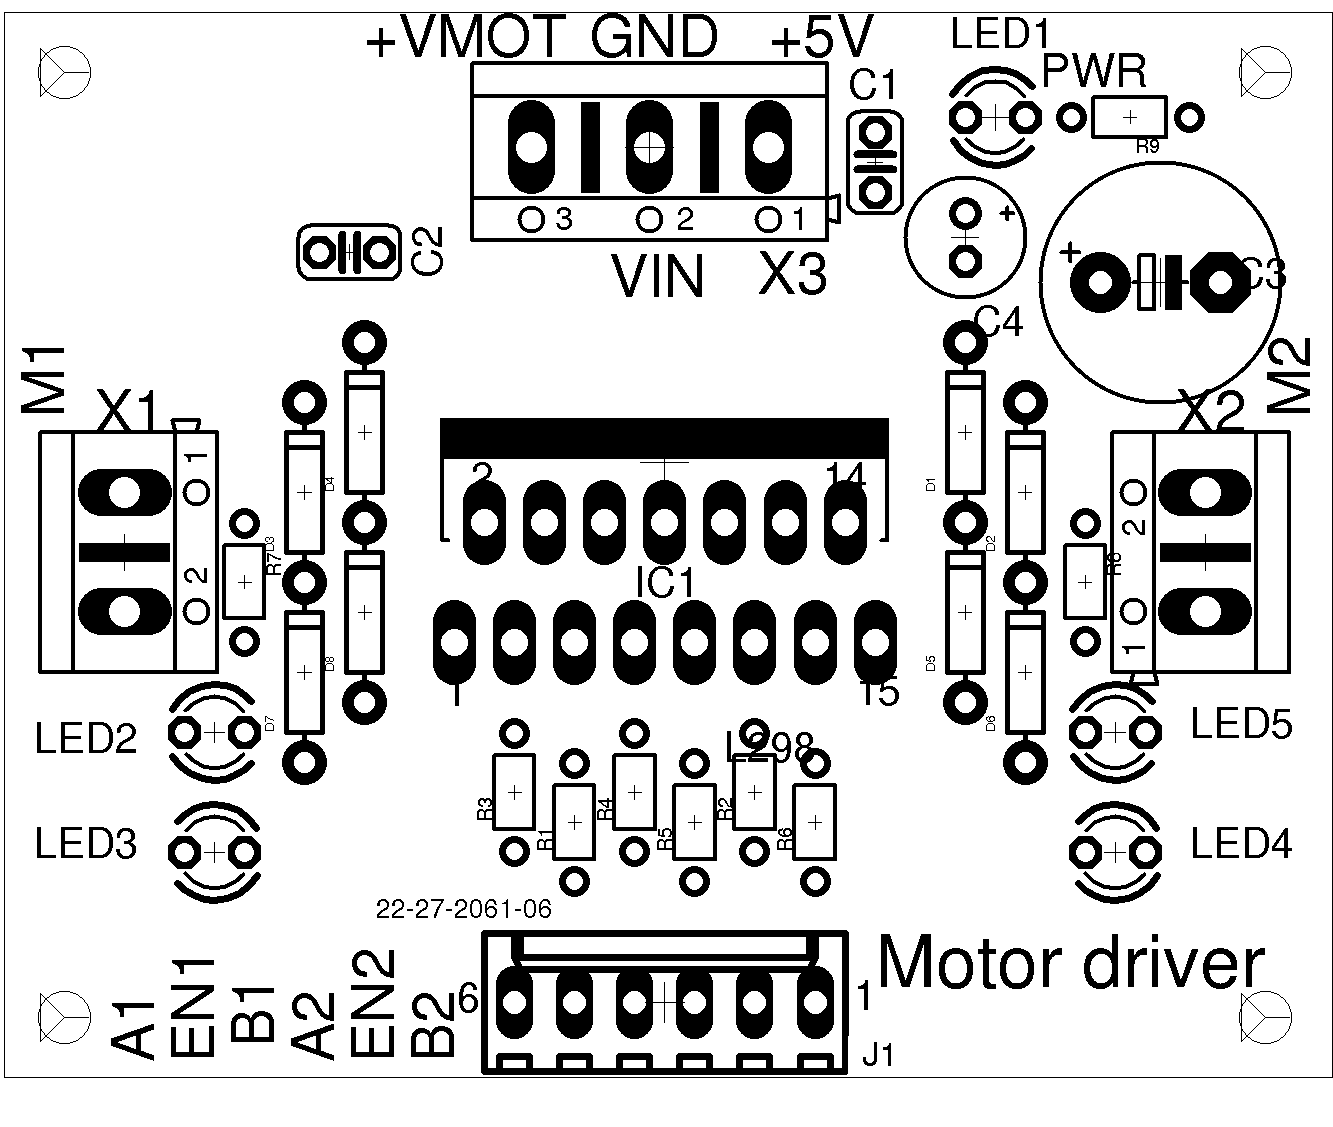 +VMOT GND +5V
LED1
PWR
C1
R9
3 2 1
VIN X3
C2
+
+
C3
C4
M1
M2
X1
X2
1
2
2
1
D4
D3
R7
D8
D7
D1
D2
D5
D6
R8
2 14
IC1
1 15
L298
LED2
LED3
LED5
LED4
R3
R1
R4
R5
R2
R6
22-27-2061-06
Motor driver
A1
EN1
B1
A2
EN2
B2
6 1
J1